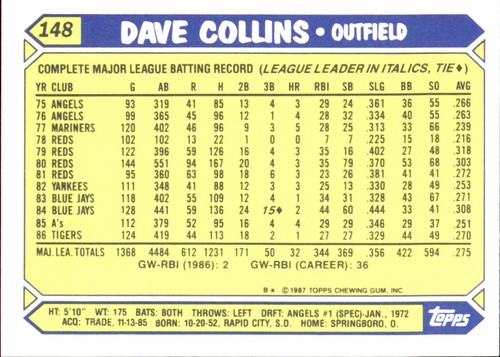 148 DAVE COLLINS • OUTFIELD
COMPLETE MAJOR LEAGUE BATTING RECORD (LEAGUE LEADER IN ITALICS, TIE♦)
YR CLUB G AB R H 2B 3B HR RBI SB SLG BB SO AVG
75 ANGELS 93 319 41 85 13 4 3 29 24 .361 36 55 .266
76 ANGELS 99 365 45 96 12 1 4 28 32 .334 40 55 .263
77 MARINERS 120 402 46 96 9 3 5 28 25 .313 33 66 .239
78 REDS 102 102 13 22 1 0 0 7 7 .225 15 18 .216
79 REDS 122 396 59 126 16 4 3 35 16 .402 27 48 .318
80 REDS 144 551 94 167 20 4 3 35 79 .370 53 68 .303
81 REDS 95 360 63 98 18 6 3 23 26 .381 41 41 .272
82 YANKEES 111 348 41 88 12 3 3 25 13 .330 28 49 .253
83 BLUE JAYS 118 402 55 109 12 4 1 34 31 .328 43 67 .271
84 BLUE JAYS 128 441 59 136 24 15♦ 2 44 60 .444 33 41 .308
85 A's 112 379 52 95 16 4 4 29 29 .346 29 37 .251
86 TIGERS 124 419 44 113 18 2 1 27 27 .329 44 49 .270
MAJ. LEA. TOTALS 1368 4484 612 1231 171 50 32 344 369 .356 422 594 .275
GW-RBI (1986): 2 GW-RBI (CAREER): 36
B* ©1987 TOPPS CHEWING GUM, INC.
HT: 5'10" WT: 175 BATS: BOTH THROWS: LEFT DRFT: ANGELS #1 (SPEC)-JAN., 1972
ACQ: TRADE, 11-13-85 BORN: 10-20-52, RAPID CITY, S.D. HOME: SPRINGBORO, O.
TOPPS